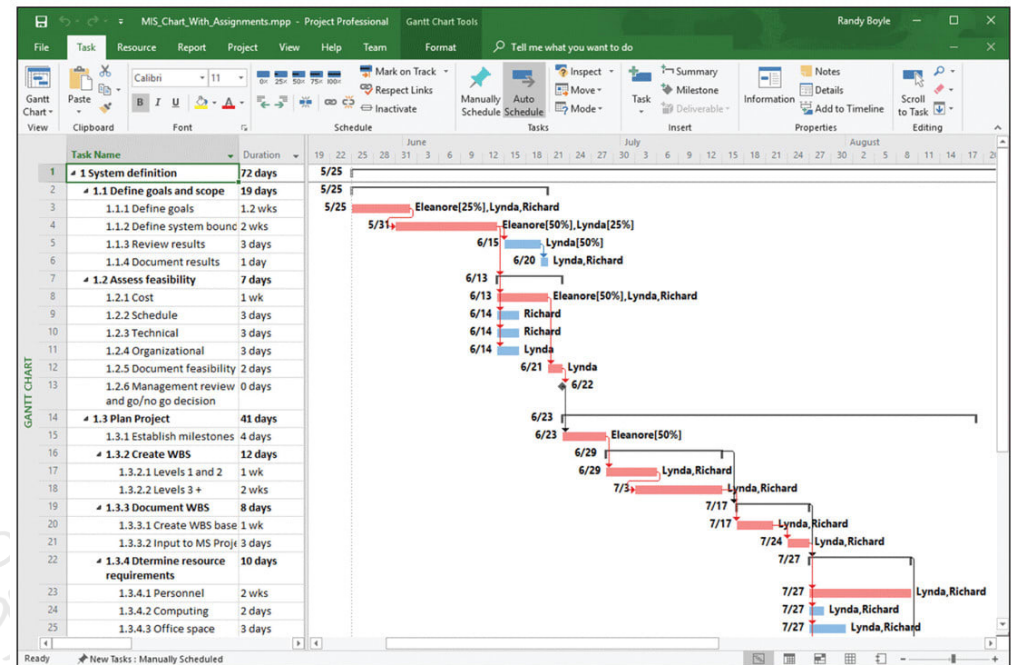 MIS_Chart_With_Assignments.mpp - Project Professional Gantt Chart Tools Randy Boyle
File Task Resource Report Project View Help Team Format Tell me what you want to do
Gantt Chart
View
Paste
Clipboard
Calibri 11
B I U A
Font
0x 25x 50x 75x 100x
Mark on Track
Respect Links
Inactivate
Schedule
Manually Schedule
Auto Schedule
Inspect
Move
Mode
Tasks
Task
Summary
Milestone
Deliverable
Insert
Information
Notes
Details
Add to Timeline
Properties
Scroll to Task
Editing
June July August
Task Name Duration 19 22 25 28 31 3 6 9 12 15 18 21 24 27 30 3 6 9 12 15 18 21 24 27 30 2 5 8 11 14 17
1 1 System definition 72 days 5/25
2 1.1 Define goals and scope 19 days 5/25
3 1.1.1 Define goals 1.2 wks 5/25 Eleanore[25%],Lynda,Richard
4 1.1.2 Define system bound 2 wks 5/31 Eleanore[50%],Lynda[25%]
5 1.1.3 Review results 3 days 6/15 Lynda[50%]
6 1.1.4 Document results 1 day 6/20 Lynda,Richard
7 1.2 Assess feasibility 7 days 6/13
8 1.2.1 Cost 1 wk 6/13 Eleanore[50%],Lynda,Richard
9 1.2.2 Schedule 3 days 6/14 Richard
10 1.2.3 Technical 3 days 6/14 Richard
11 1.2.4 Organizational 3 days 6/14 Lynda
12 1.2.5 Document feasibility 2 days 6/21 Lynda
13 1.2.6 Management review 0 days 6/22
and go/no go decision
14 1.3 Plan Project 41 days 6/23
15 1.3.1 Establish milestones 4 days 6/23 Eleanore[50%]
16 1.3.2 Create WBS 12 days 6/29
17 1.3.2.1 Levels 1 and 2 1 wk 6/29 Lynda,Richard
18 1.3.2.2 Levels 3 + 2 wks 7/3 Lynda,Richard
19 1.3.3 Document WBS 8 days 7/17
20 1.3.3.1 Create WBS base 1 wk 7/17 Lynda,Richard
21 1.3.3.2 Input to MS Proje 3 days 7/24 Lynda,Richard
22 1.3.4 Dtermine resource 10 days 7/27
requirements
23 1.3.4.1 Personnel 2 wks 7/27 Lynda,Richard
24 1.3.4.2 Computing 2 days 7/27 Lynda,Richard
25 1.3.4.3 Office space 3 days 7/27 Lynda,Richard
GANTT CHART
Ready New Tasks : Manually Scheduled